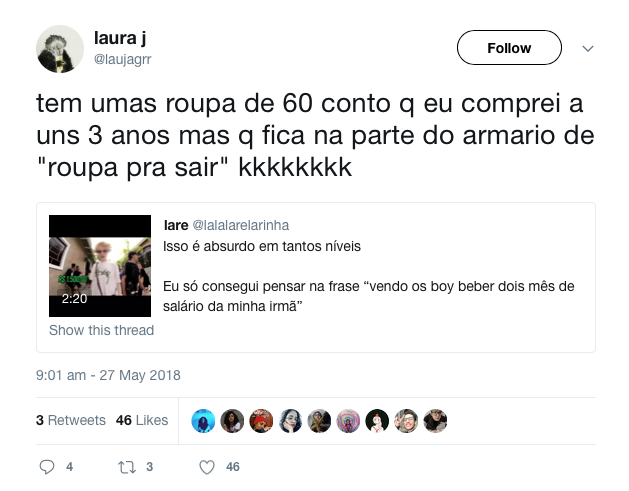 laura j
@laujagrr
Follow
tem umas roupa de 60 conto q eu comprei a
uns 3 anos mas q fica na parte do armario de
"roupa pra sair" kkkkkkkk
lare @lalalarelarinha
Isso é absurdo em tantos níveis
Eu só consegui pensar na frase “vendo os boy beber dois mês de
salário da minha irmã”
2:20
Show this thread
9:01 am - 27 May 2018
3 Retweets 46 Likes
4 3 46